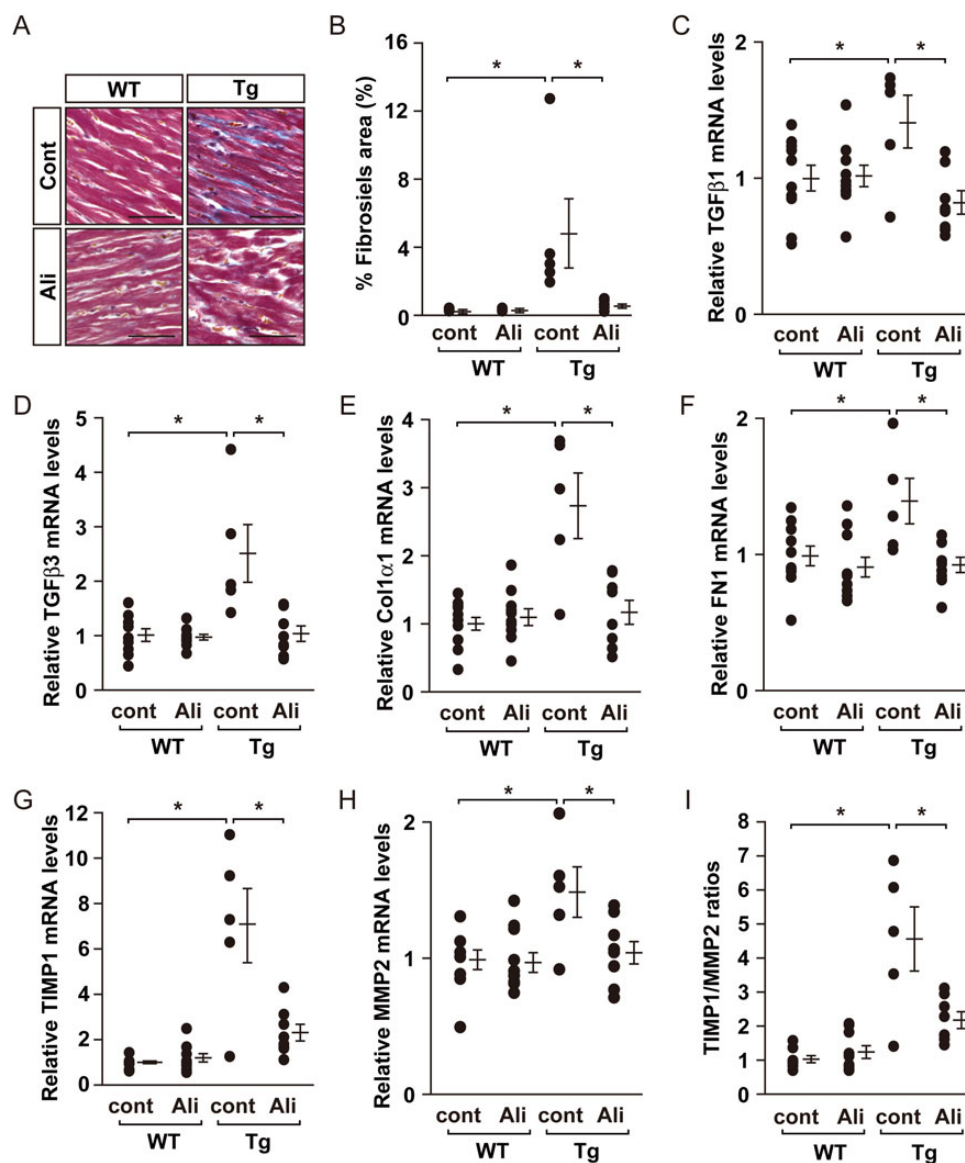 A
WT Tg
Cont
Ali
B
% Fibrosiels area (%)
16
12
8
4
0
* *
cont Ali cont Ali
WT Tg
C
Relative TGFβ1 mRNA levels
2
1
0
* *
cont Ali cont Ali
WT Tg
D
Relative TGFβ3 mRNA levels
5
4
3
2
1
0
* *
cont Ali cont Ali
WT Tg
E
Relative Col1α1 mRNA levels
4
3
2
1
0
* *
cont Ali cont Ali
WT Tg
F
Relative FN1 mRNA levels
2
1
0
* *
cont Ali cont Ali
WT Tg
G
Relative TIMP1 mRNA levels
12
10
8
6
4
2
0
* *
cont Ali cont Ali
WT Tg
H
Relative MMP2 mRNA levels
2
1
0
* *
cont Ali cont Ali
WT Tg
I
TIMP1/MMP2 ratios
8
7
6
5
4
3
2
1
0
* *
cont Ali cont Ali
WT Tg